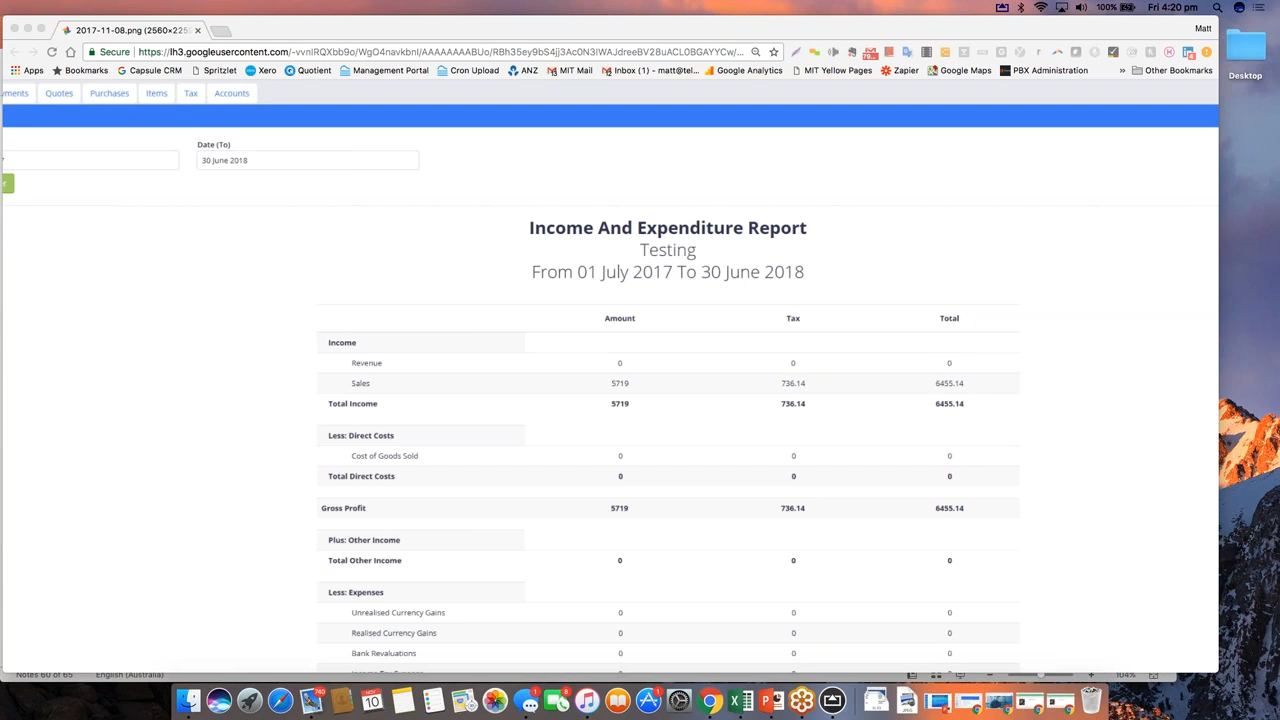 100% Fri 4:20 pm
2017-11-08.png (2560×225
Matt
Secure https://lh3.googleusercontent.com/-vvnlRQXbb9o/WgO4navkbnI/AAAAAAAABUo/RBh35ey9bS4jj3Ac0N3IWAJdreeBV28uACL0BGAYYCw/...
Apps Bookmarks Capsule CRM Spritzlet Xero Quotient Management Portal Cron Upload ANZ MIT Mail Inbox (1) - matt@tel... Google Analytics MIT Yellow Pages Zapier Google Maps PBX Administration » Other Bookmarks
Desktop
uments Quotes Purchases Items Tax Accounts
Date (To)
30 June 2018
Income And Expenditure Report
Testing
From 01 July 2017 To 30 June 2018
Amount Tax Total
Income
Revenue 0 0 0
Sales 5719 736.14 6455.14
Total Income 5719 736.14 6455.14
Less: Direct Costs
Cost of Goods Sold 0 0 0
Total Direct Costs 0 0 0
Gross Profit 5719 736.14 6455.14
Plus: Other Income
Total Other Income 0 0 0
Less: Expenses
Unrealised Currency Gains 0 0 0
Realised Currency Gains 0 0 0
Bank Revaluations 0 0 0
Notes 60 of 65 English (Australia) 104%
760 NOV 10 1 8